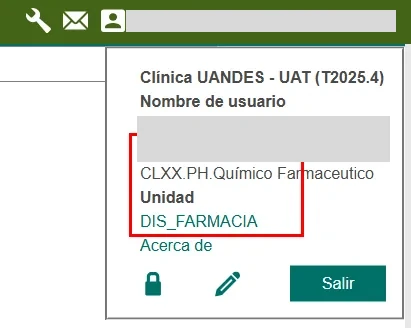 Clínica UANDES - UAT (T2025.4)
Nombre de usuario
CLXX.PH.Químico Farmaceutico
Unidad
DIS_FARMACIA
Acerca de
Salir